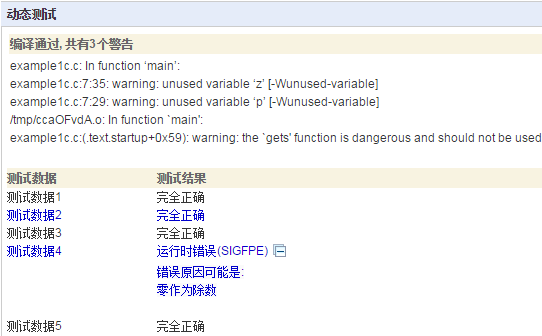 动态测试
编译通过, 共有3个警告
example1c.c: In function ‘main’:
example1c.c:7:35: warning: unused variable ‘z’ [-Wunused-variable]
example1c.c:7:29: warning: unused variable ‘p’ [-Wunused-variable]
/tmp/ccaOFvdA.o: In function `main':
example1c.c:(.text.startup+0x59): warning: the `gets' function is dangerous and should not be used
测试数据 测试结果
测试数据1 完全正确
测试数据2 完全正确
测试数据3 完全正确
测试数据4 运行时错误(SIGFPE)
错误原因可能是:
零作为除数
测试数据5 完全正确